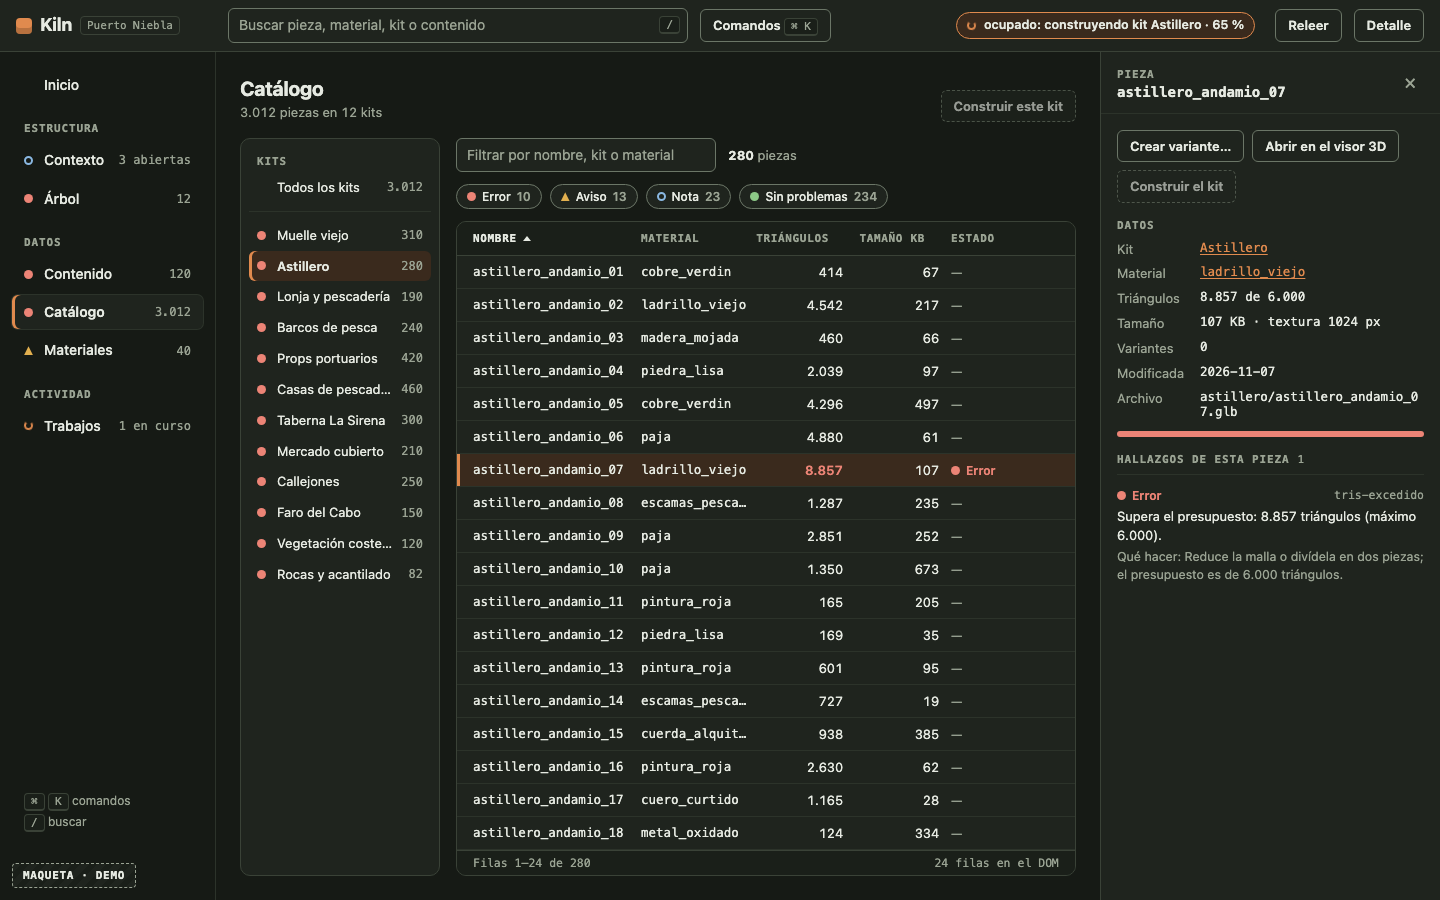 Kiln Puerto Niebla
Buscar pieza, material, kit o contenido /
Comandos ⌘ K
ocupado: construyendo kit Astillero · 65 %
Releer
Detalle
Inicio
ESTRUCTURA
Contexto 3 abiertas
Árbol 12
DATOS
Contenido 120
Catálogo 3.012
Materiales 40
ACTIVIDAD
Trabajos 1 en curso
⌘ K comandos
/ buscar
MAQUETA · DEMO
Catálogo
3.012 piezas en 12 kits
Construir este kit
KITS
Todos los kits 3.012
Muelle viejo 310
Astillero 280
Lonja y pescadería 190
Barcos de pesca 240
Props portuarios 420
Casas de pescad... 460
Taberna La Sirena 300
Mercado cubierto 210
Callejones 250
Faro del Cabo 150
Vegetación coste... 120
Rocas y acantilado 82
Filtrar por nombre, kit o material
280 piezas
Error 10
Aviso 13
Nota 23
Sin problemas 234
NOMBRE MATERIAL TRIÁNGULOS TAMAÑO KB ESTADO
astillero_andamio_01 cobre_verdin 414 67 —
astillero_andamio_02 ladrillo_viejo 4.542 217 —
astillero_andamio_03 madera_mojada 460 66 —
astillero_andamio_04 piedra_lisa 2.039 97 —
astillero_andamio_05 cobre_verdin 4.296 497 —
astillero_andamio_06 paja 4.880 61 —
astillero_andamio_07 ladrillo_viejo 8.857 107 Error
astillero_andamio_08 escamas_pesca… 1.287 235 —
astillero_andamio_09 paja 2.851 252 —
astillero_andamio_10 paja 1.350 673 —
astillero_andamio_11 pintura_roja 165 205 —
astillero_andamio_12 piedra_lisa 169 35 —
astillero_andamio_13 pintura_roja 601 95 —
astillero_andamio_14 escamas_pesca… 727 19 —
astillero_andamio_15 cuerda_alquit… 938 385 —
astillero_andamio_16 pintura_roja 2.630 62 —
astillero_andamio_17 cuero_curtido 1.165 28 —
astillero_andamio_18 metal_oxidado 124 334 —
Filas 1–24 de 280 24 filas en el DOM
PIEZA
astillero_andamio_07
Crear variante...
Abrir en el visor 3D
Construir el kit
DATOS
Kit Astillero
Material ladrillo_viejo
Triángulos 8.857 de 6.000
Tamaño 107 KB · textura 1024 px
Variantes 0
Modificada 2026-11-07
Archivo astillero/astillero_andamio_0
7.glb
HALLAZGOS DE ESTA PIEZA 1
Error tris-excedido
Supera el presupuesto: 8.857 triángulos (máximo
6.000).
Qué hacer: Reduce la malla o divídela en dos piezas;
el presupuesto es de 6.000 triángulos.